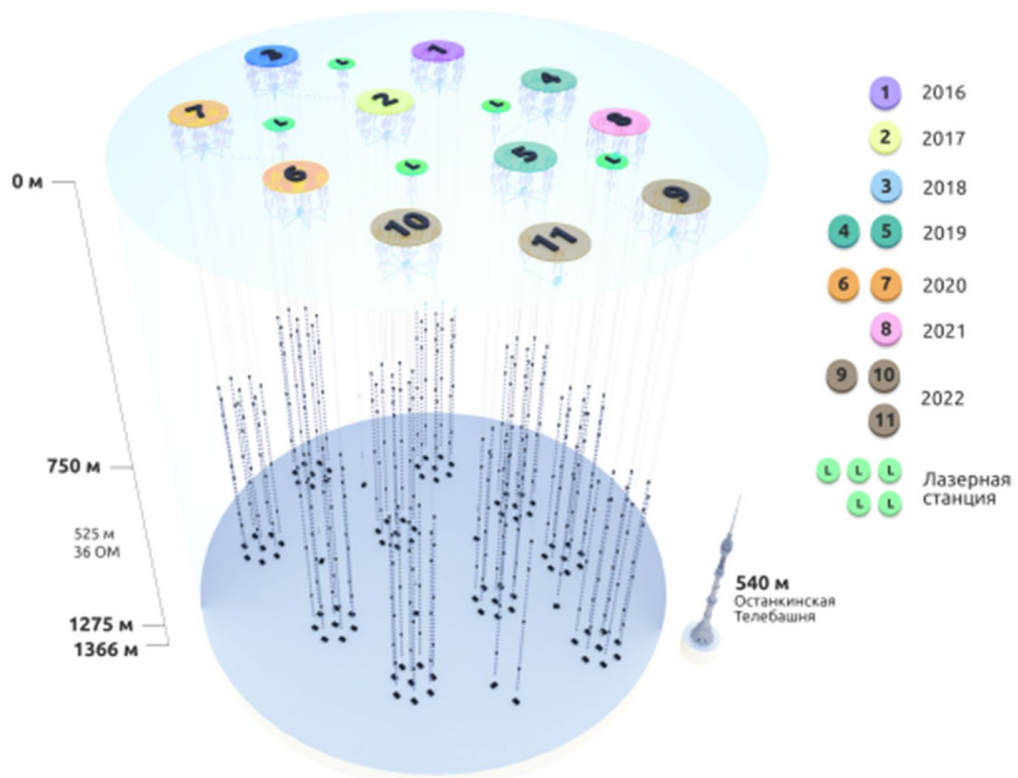 3
1
L
4
2
L
7
L
8
5
L
L
6
9
10
11
0 м
750 м
525 м
36 ОМ
1275 м
1366 м
540 м
Останкинская
Телебашня
1 2016
2 2017
3 2018
4 5 2019
6 7 2020
8 2021
9 10
2022
11
L L L Лазерная
L L станция